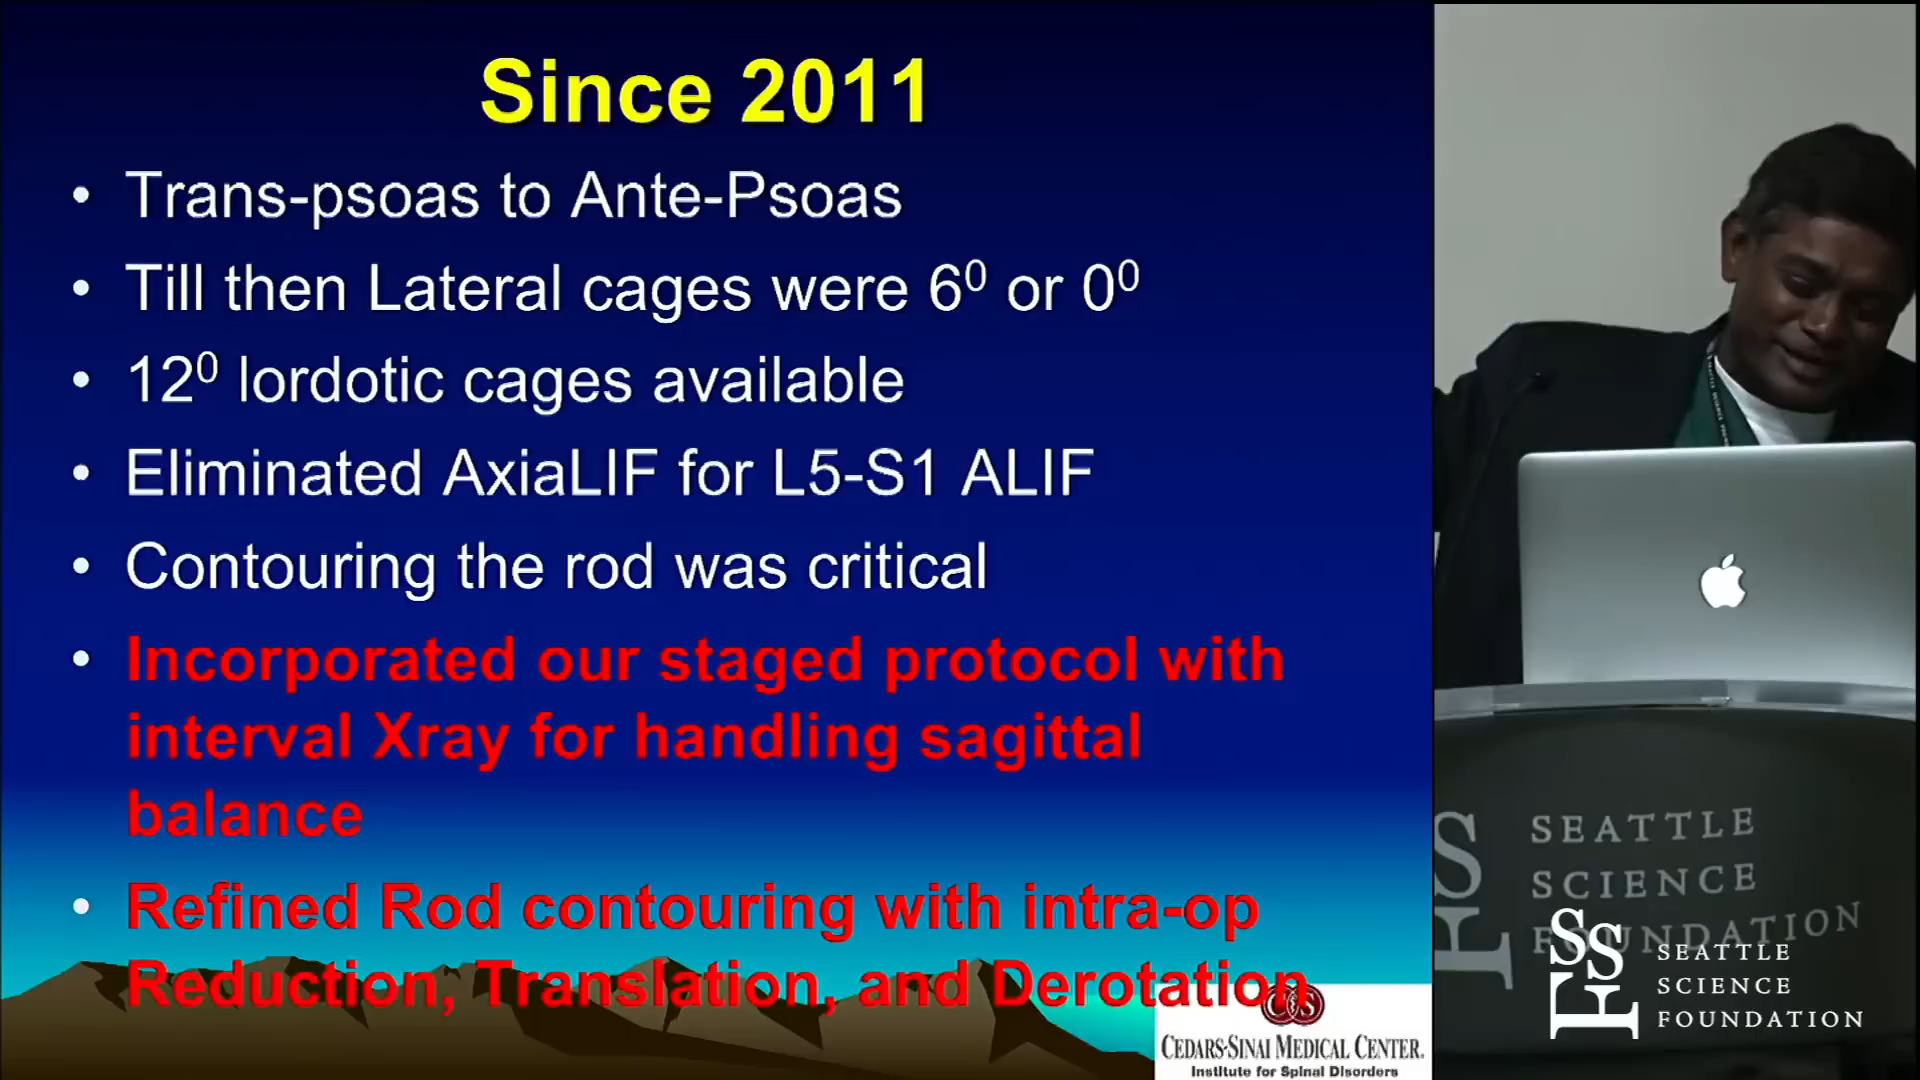 Since 2011
• Trans-psoas to Ante-Psoas
• Till then Lateral cages were 6⁰ or 0⁰
• 12⁰ lordotic cages available
• Eliminated AxiaLIF for L5-S1 ALIF
• Contouring the rod was critical
• Incorporated our staged protocol with
interval Xray for handling sagittal
balance
• Refined Rod contouring with intra-op
Reduction, Translation, and Derotation
CEDARS-SINAI MEDICAL CENTER.
Institute for Spinal Disorders
SEATTLE
SCIENCE
FOUNDATION
SEATTLE
SCIENCE
FOUNDATION